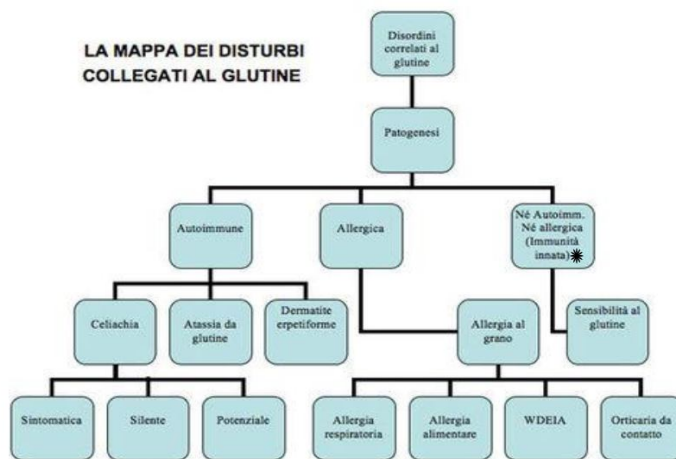 LA MAPPA DEI DISTURBI
COLLEGATI AL GLUTINE
Disordini
correlati al
glutine
Patogenesi
Autoimmune
Allergica
Né Autoimm.
Né allergica
(Immunità
innata)✷
Celiachia
Atassia da
glutine
Dermatite
erpetiforme
Allergia al
grano
Sensibilità al
glutine
Sintomatica
Silente
Potenziale
Allergia
respiratoria
Allergia
alimentare
WDEIA
Orticaria da
contatto